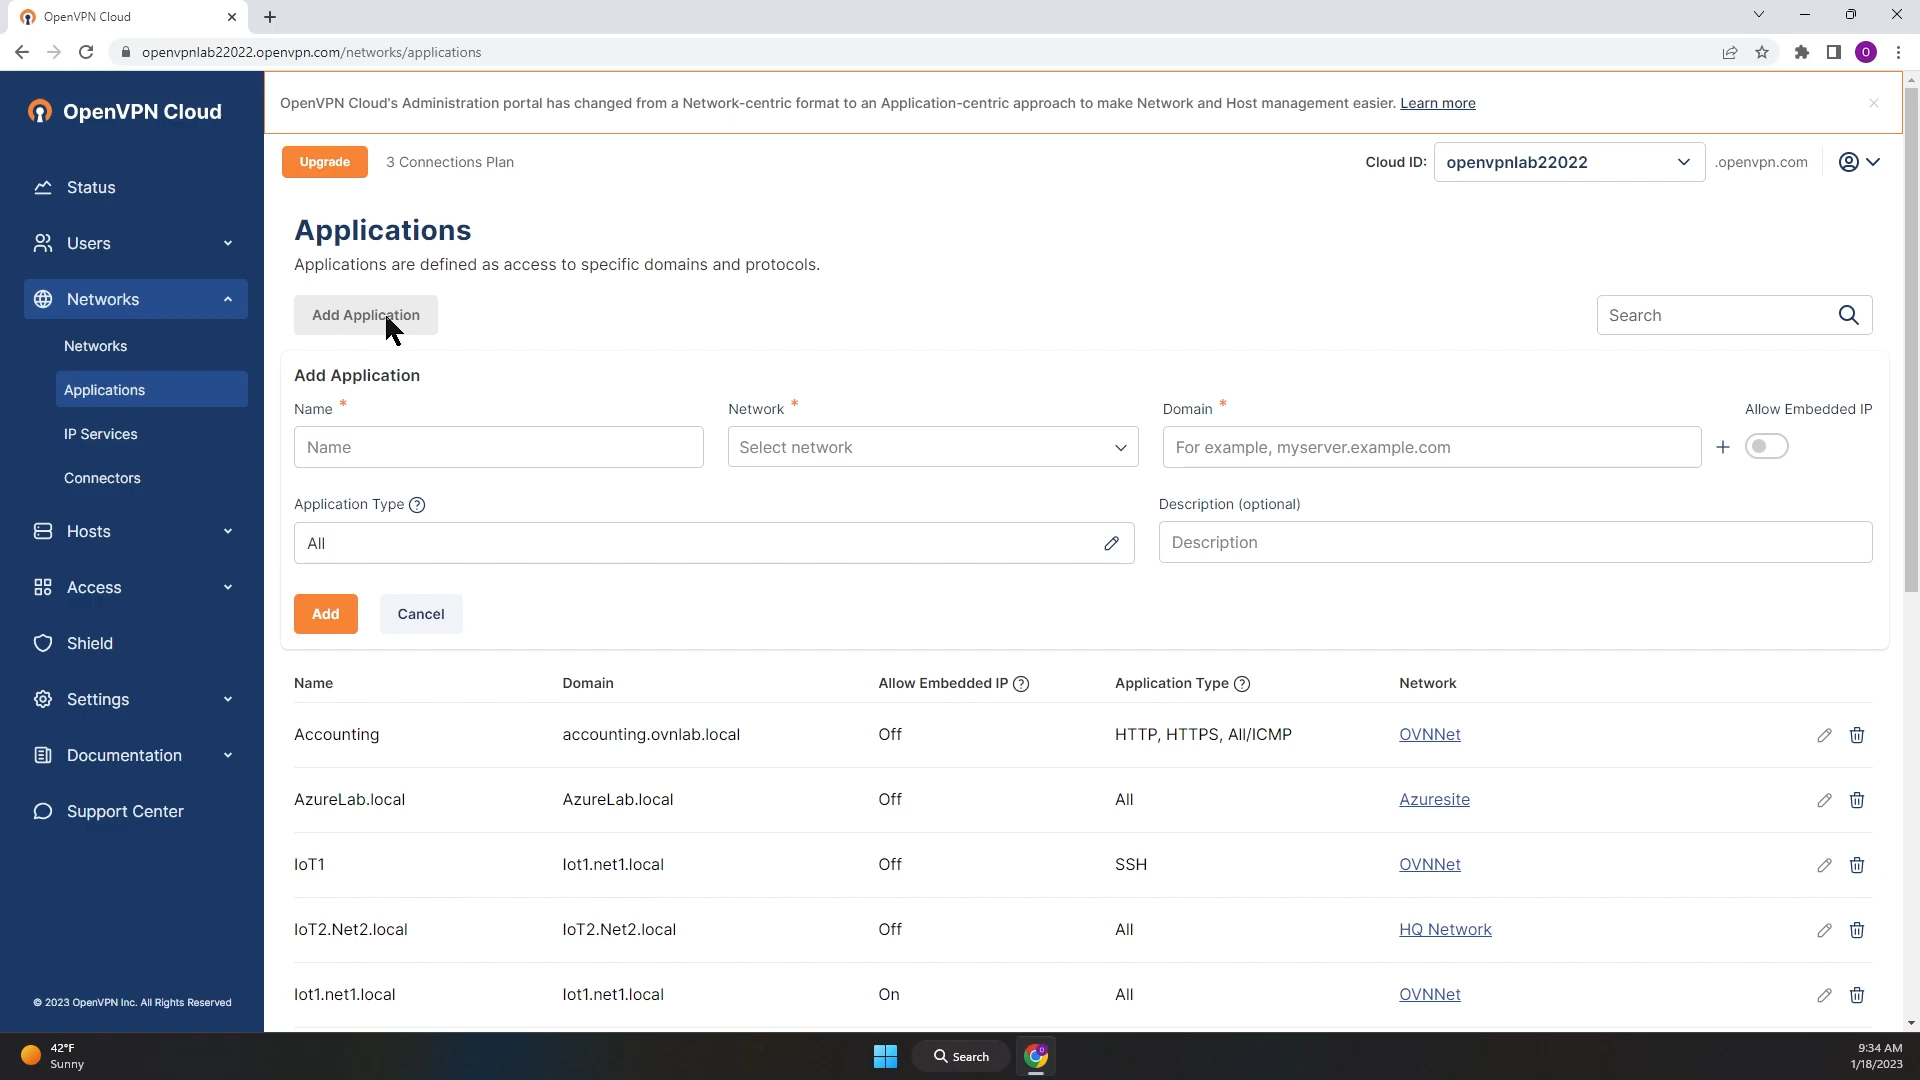 OpenVPN Cloud
openvpnlab22022.openvpn.com/networks/applications
OpenVPN Cloud
OpenVPN Cloud's Administration portal has changed from a Network-centric format to an Application-centric approach to make Network and Host management easier. Learn more
Upgrade 3 Connections Plan Cloud ID: openvpnlab22022 .openvpn.com
Status
Users
Networks
Networks
Applications
IP Services
Connectors
Hosts
Access
Shield
Settings
Documentation
Support Center
© 2023 OpenVPN Inc. All Rights Reserved
Applications
Applications are defined as access to specific domains and protocols.
Add Application Search
Add Application
Name * Network * Domain * Allow Embedded IP
Name Select network For example, myserver.example.com +
Application Type ? Description (optional)
All Description
Add Cancel
Name Domain Allow Embedded IP ? Application Type ? Network
Accounting accounting.ovnlab.local Off HTTP, HTTPS, All/ICMP OVNNet
AzureLab.local AzureLab.local Off All Azuresite
IoT1 Iot1.net1.local Off SSH OVNNet
IoT2.Net2.local IoT2.Net2.local Off All HQ Network
Iot1.net1.local Iot1.net1.local On All OVNNet
42°F
Sunny
Search
9:34 AM
1/18/2023